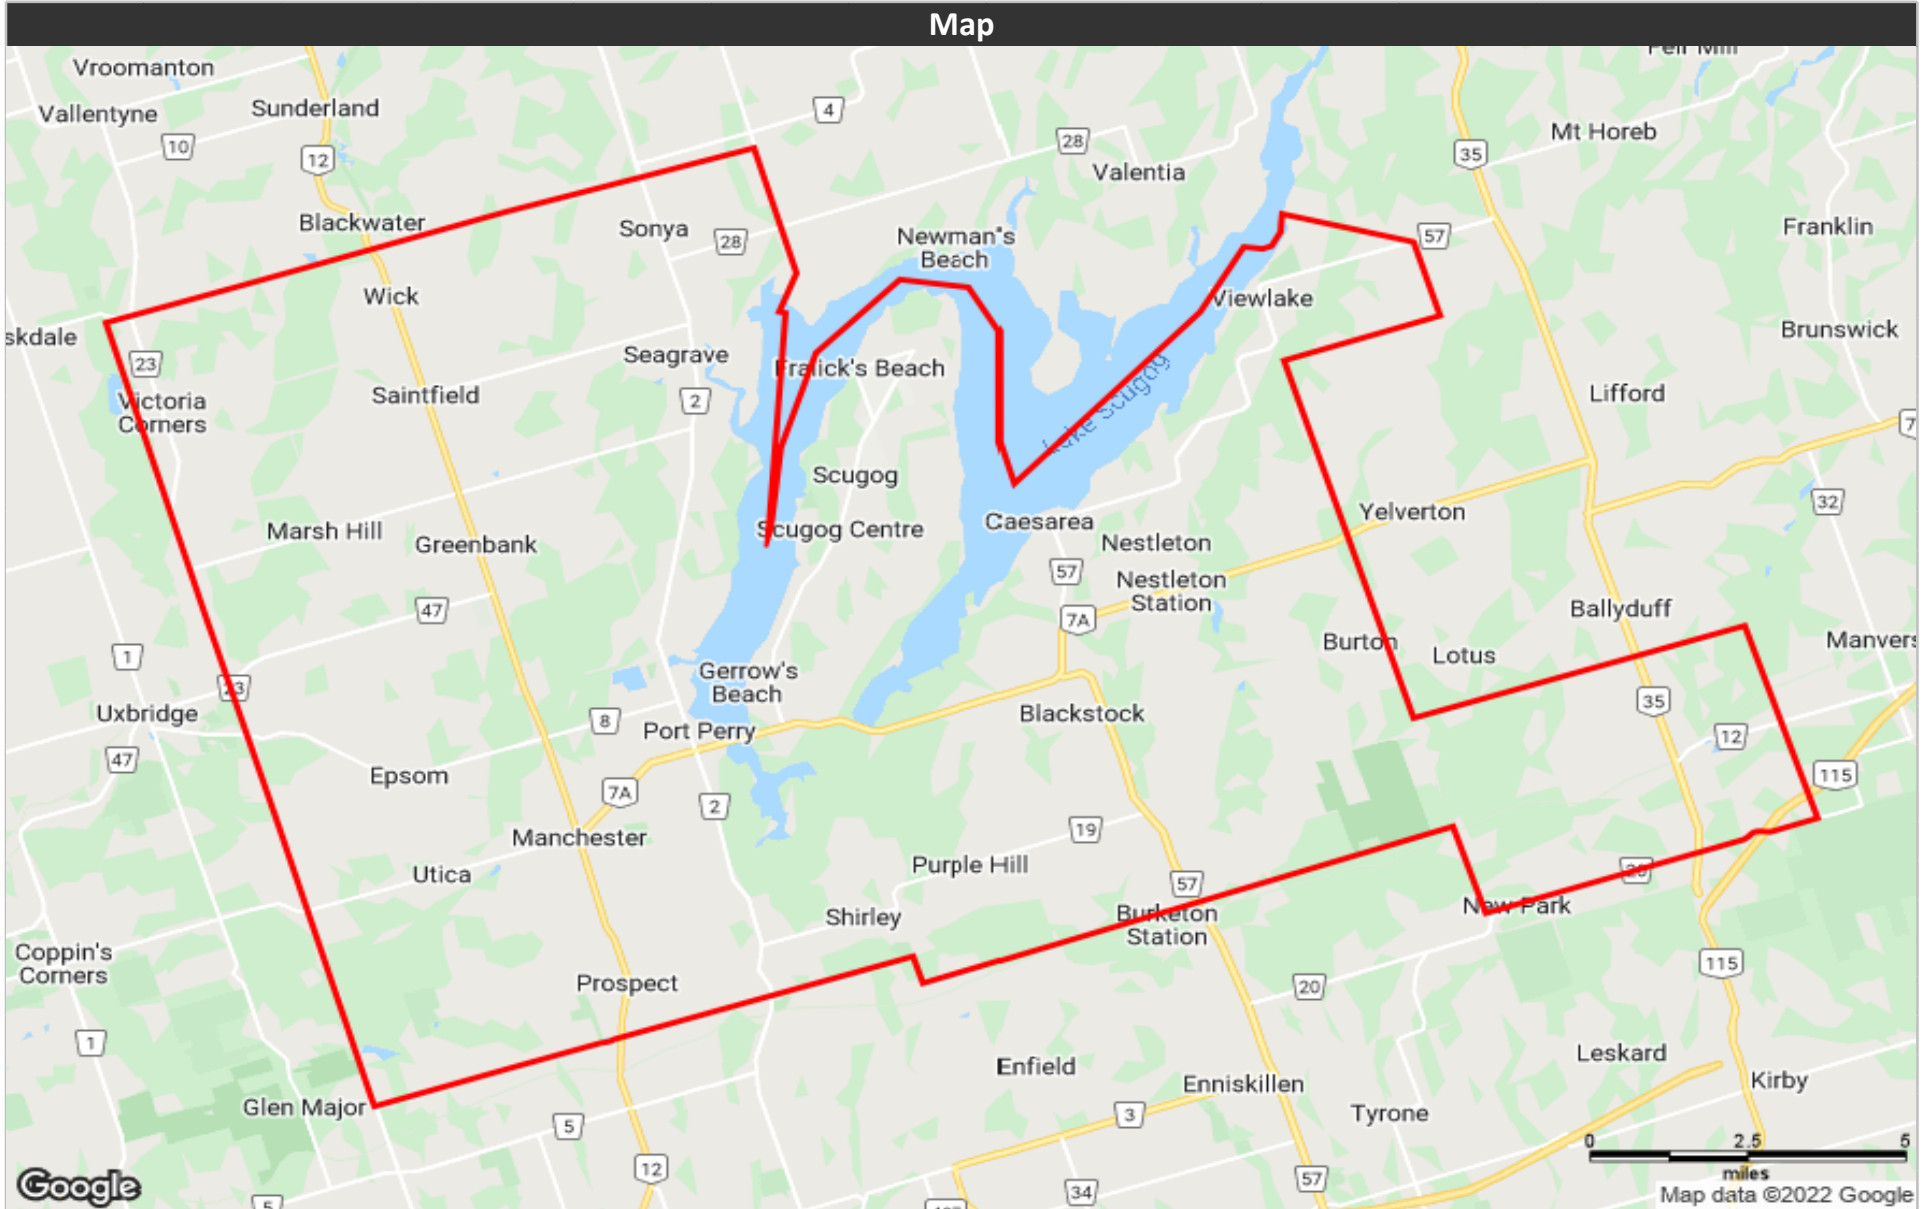 Map
Vroomanton
Vallentyne
Sunderland
10
12
4
28
Valentia
35
Mt Horeb
Blackwater
Sonya
28
Newman's
Beach
57
Franklin
Wick
Viewlake
skdale
23
Seagrave
Fralick's Beach
Brunswick
Victoria
Corners
Saintfield
2
Lake Scugog
Lifford
7
Scugog
Marsh Hill
Greenbank
Scugog Centre
Caesarea
Yelverton
32
Nestleton
57
Nestleton
Station
47
7A
Ballyduff
1
Burton
Lotus
Manvers
23
Gerrow's
Beach
Uxbridge
8
Port Perry
Blackstock
35
12
47
Epsom
7A
2
115
Manchester
19
Utica
Purple Hill
57
20
Shirley
Burketon
Station
New Park
Coppin's
Corners
Prospect
20
115
1
Enfield
Leskard
Glen Major
Enniskillen
Kirby
5
3
Tyrone
12
0 2.5 5
miles
57
34
5
Google
Map data ©2022 Google